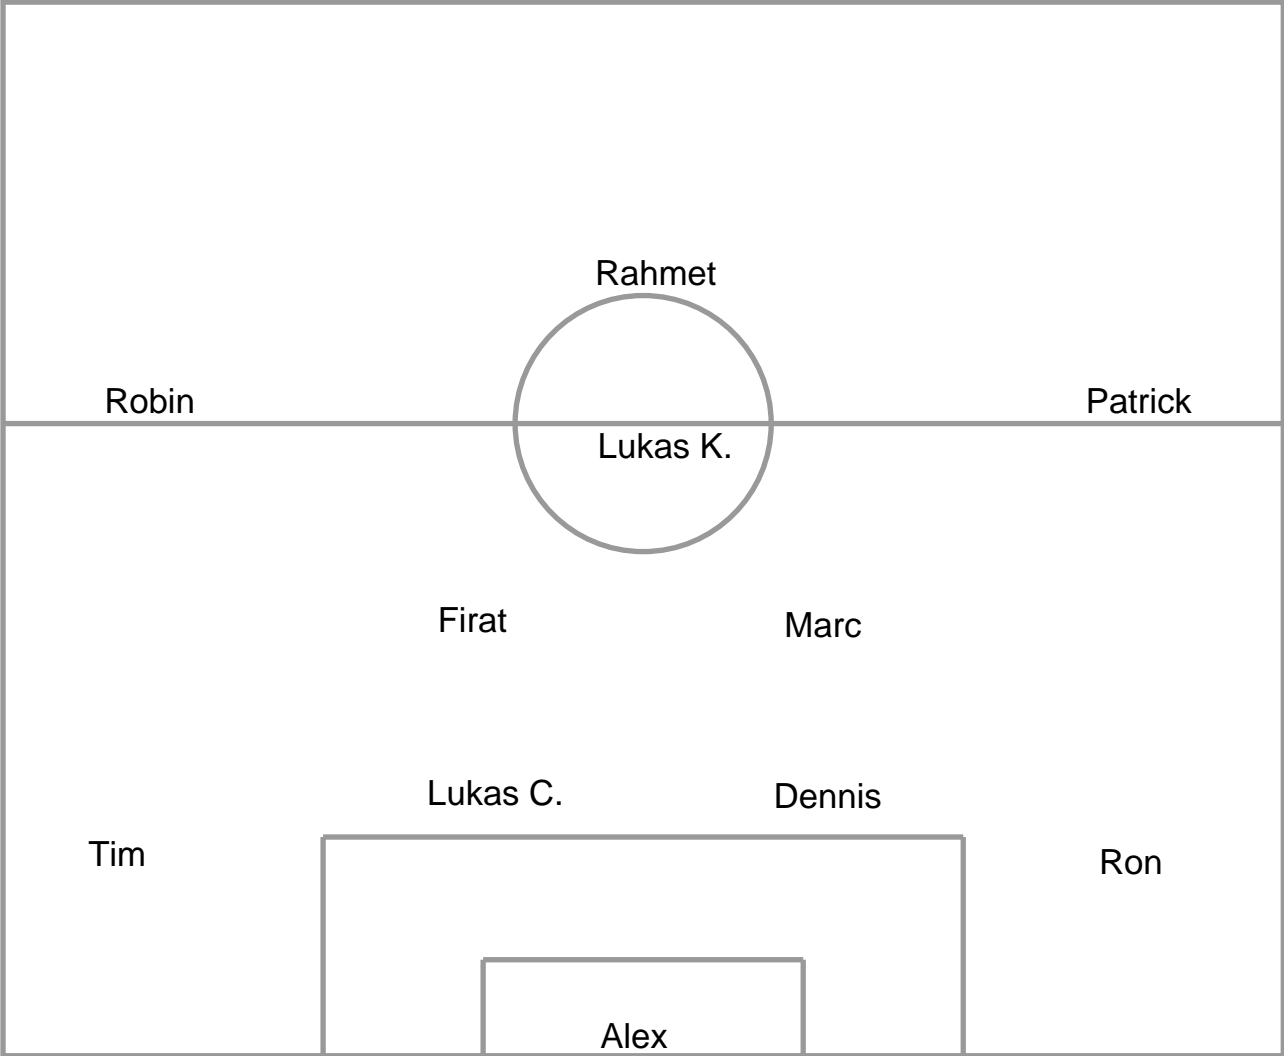 Rahmet
Robin
Patrick
Lukas K.
Firat
Marc
Lukas C.
Dennis
Tim
Ron
Alex